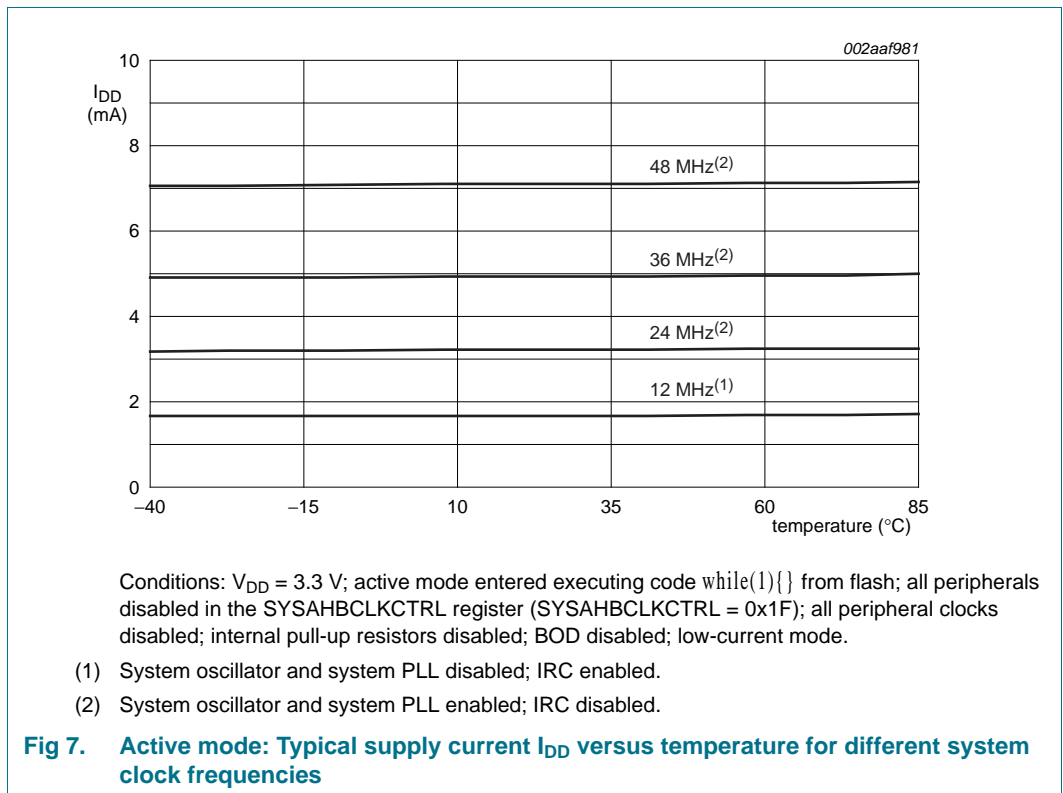 002aaf981
10
I_DD
(mA)
8
48 MHz(2)
6
36 MHz(2)
4
24 MHz(2)
12 MHz(1)
2
0
−40 −15 10 35 60 85
temperature (°C)
Conditions: V_DD = 3.3 V; active mode entered executing code while(1){} from flash; all peripherals
disabled in the SYSAHBCLKCTRL register (SYSAHBCLKCTRL = 0x1F); all peripheral clocks
disabled; internal pull-up resistors disabled; BOD disabled; low-current mode.
(1) System oscillator and system PLL disabled; IRC enabled.
(2) System oscillator and system PLL enabled; IRC disabled.
Fig 7. Active mode: Typical supply current I_DD versus temperature for different system
clock frequencies